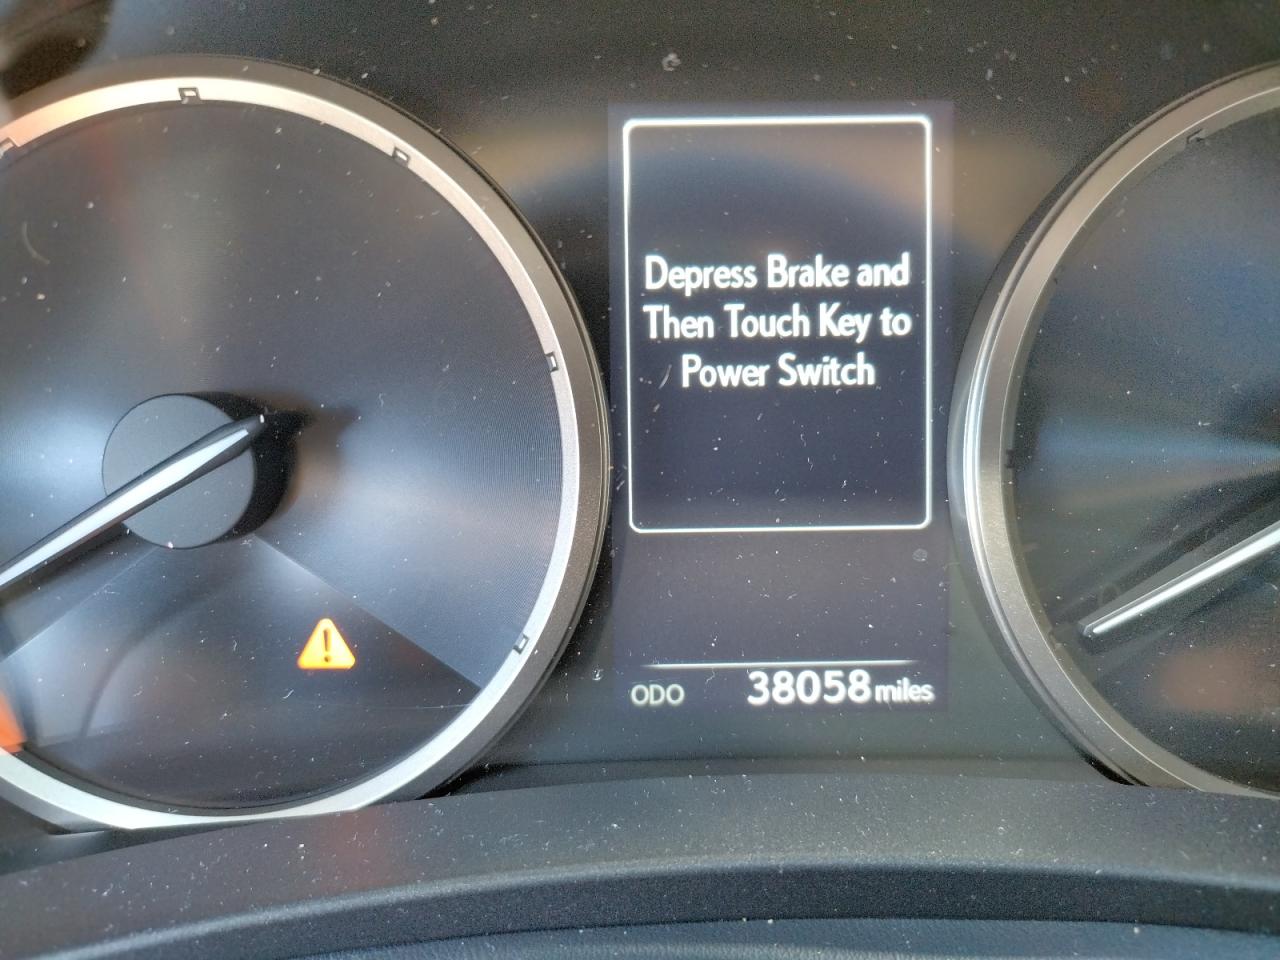 Depress Brake and
Then Touch Key to
Power Switch
ODO 38058 miles